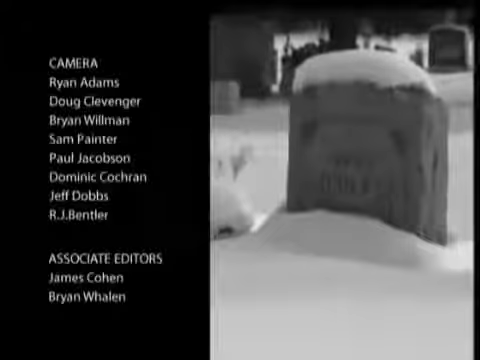 CAMERA
Ryan Adams
Doug Clevenger
Bryan Willman
Sam Painter
Paul Jacobson
Dominic Cochran
Jeff Dobbs
R.J.Bentler
ASSOCIATE EDITORS
James Cohen
Bryan Whalen